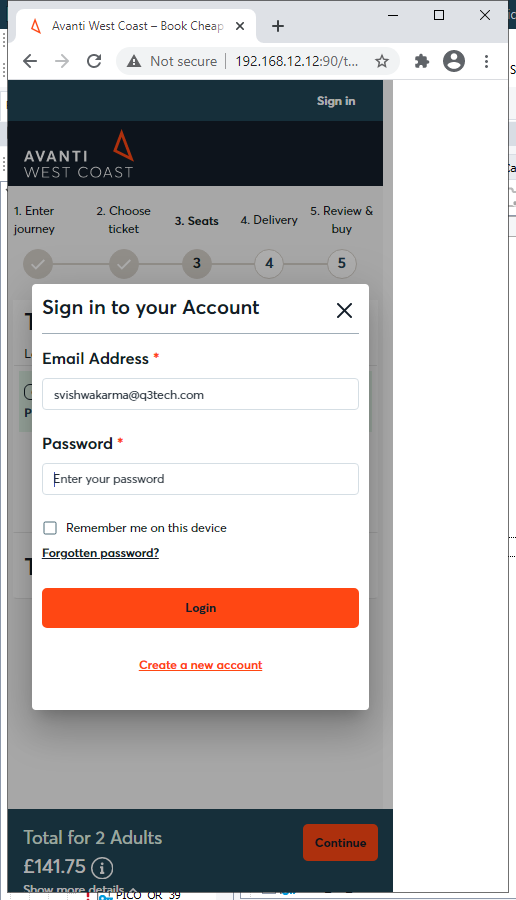 Avanti West Coast – Book Cheap
Not secure | 192.168.12.12:90/t...
Sign in
AVANTI
WEST COAST
1. Enter journey
2. Choose ticket
3. Seats
4. Delivery
5. Review & buy
3
4
5
Sign in to your Account
Email Address *
svishwakarma@q3tech.com
Password *
Enter your password
Remember me on this device
Forgotten password?
Login
Create a new account
Total for 2 Adults
£141.75
Continue
Show more details
PICO OR 39